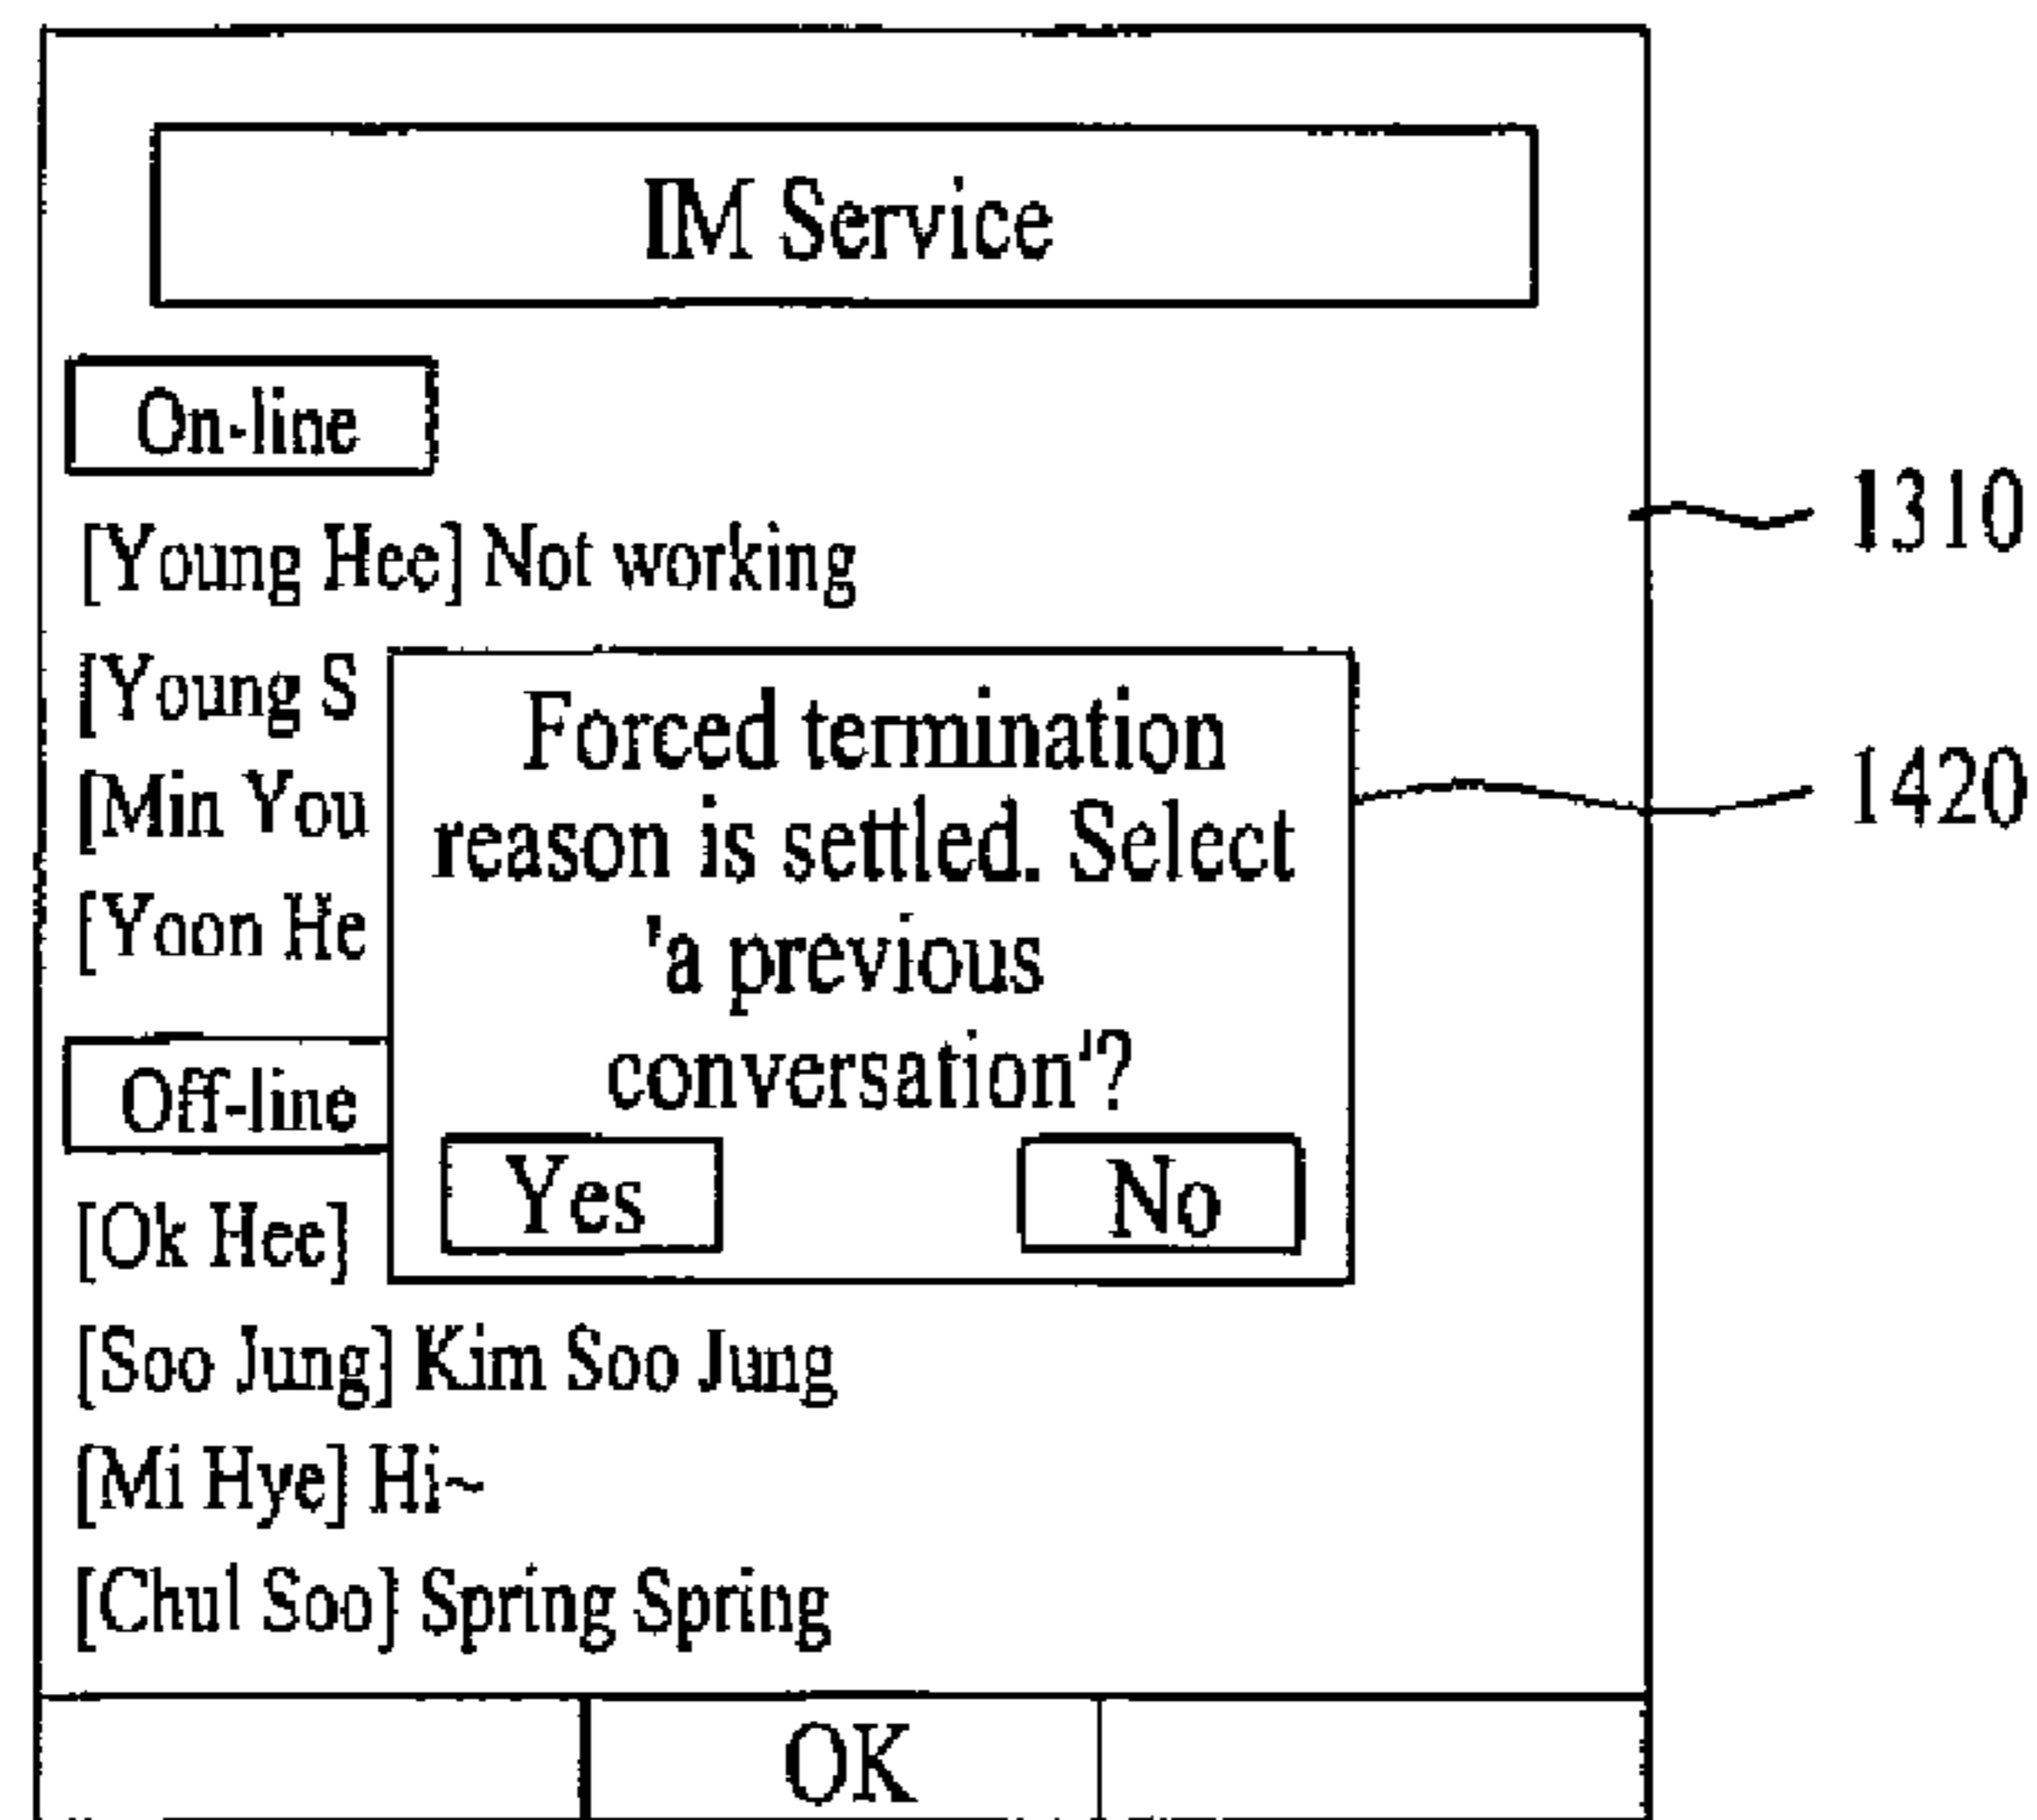 IM Service
On-line
[Young Hee] Not working
[Young S
[Min You
[Yoon He
Forced termination
reason is settled. Select
'a previous
conversation'?
Yes No
Off-line
[Ok Hee]
[Soo Jung] Kim Soo Jung
[Mi Hye] Hi~
[Chul Soo] Spring Spring
OK
1310
1420